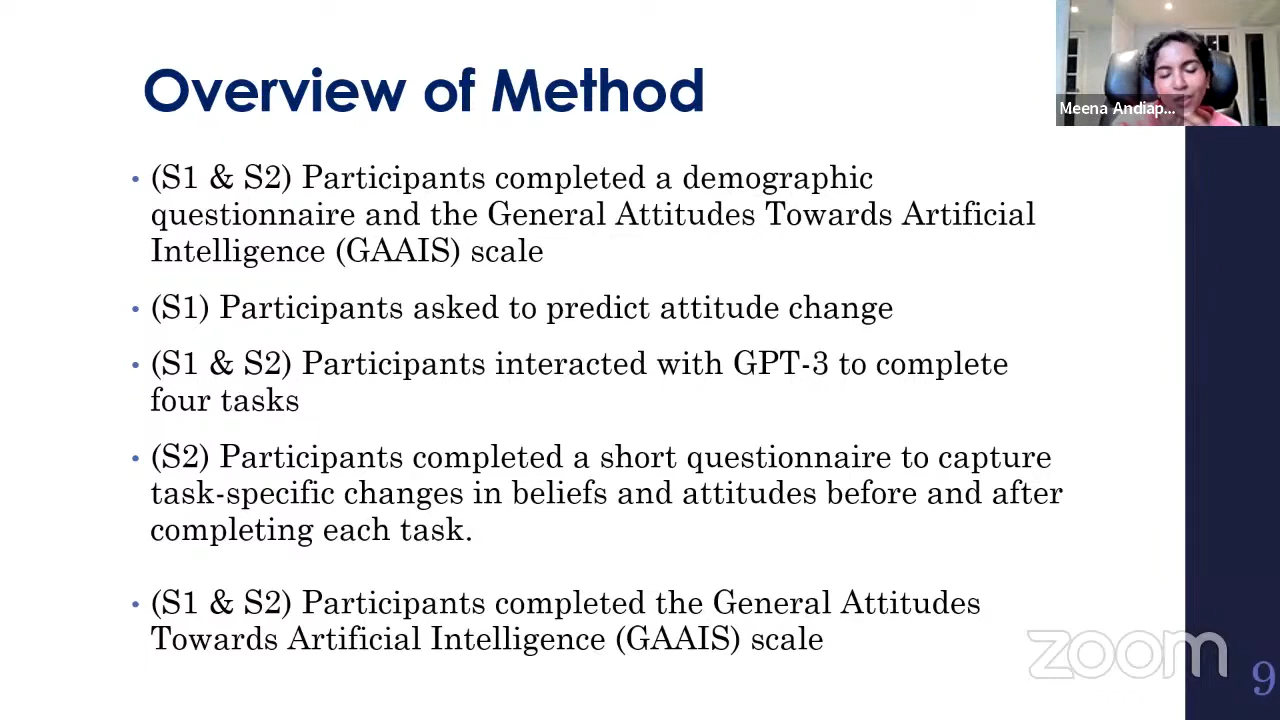 Overview of Method
Meena Andiap...
• (S1 & S2) Participants completed a demographic
questionnaire and the General Attitudes Towards Artificial
Intelligence (GAAIS) scale
• (S1) Participants asked to predict attitude change
• (S1 & S2) Participants interacted with GPT-3 to complete
four tasks
• (S2) Participants completed a short questionnaire to capture
task-specific changes in beliefs and attitudes before and after
completing each task.
• (S1 & S2) Participants completed the General Attitudes
Towards Artificial Intelligence (GAAIS) scale
zoom
9